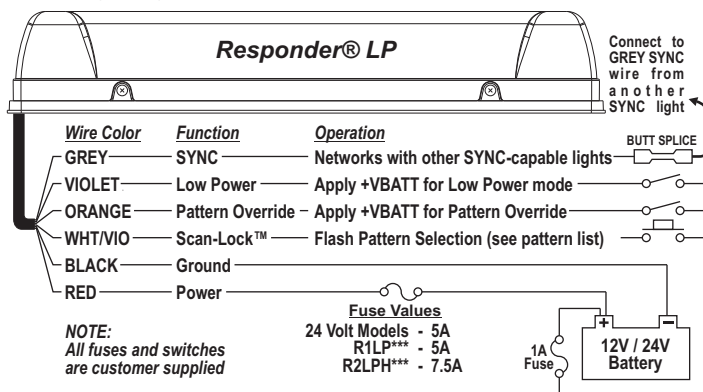 Responder® LP
Connect to
GREY SYNC
wire from
another
SYNC light
Wire Color Function Operation
BUTT SPLICE
GREY SYNC Networks with other SYNC-capable lights
VIOLET Low Power Apply +VBATT for Low Power mode
ORANGE Pattern Override Apply +VBATT for Pattern Override
WHT/VIO Scan-Lock™ Flash Pattern Selection (see pattern list)
BLACK Ground
RED Power
Fuse Values
24 Volt Models - 5A
R1LP*** - 5A
R2LPH*** - 7.5A
NOTE:
All fuses and switches
are customer supplied
1A
Fuse
+ −
12V / 24V
Battery